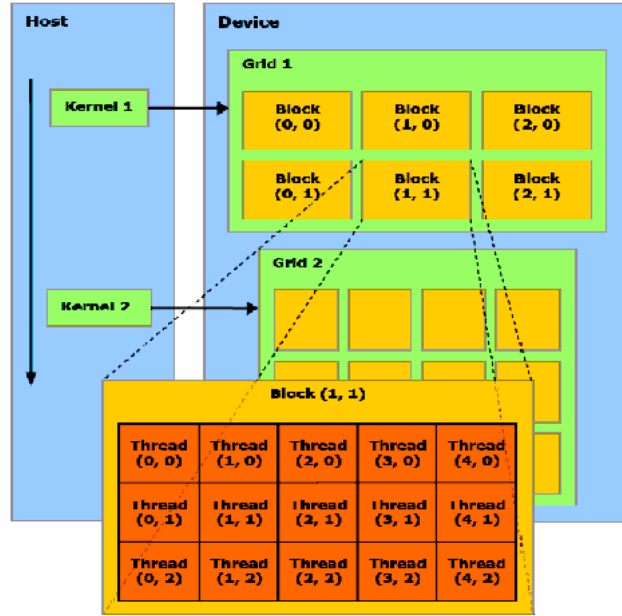 Host
Device
Grid 1
Kernel 1
Block
(0, 0)
Block
(1, 0)
Block
(2, 0)
Block
(0, 1)
Block
(1, 1)
Block
(2, 1)
Grid 2
Kernel 2
Block (1, 1)
Thread
(0, 0)
Thread
(1, 0)
Thread
(2, 0)
Thread
(3, 0)
Thread
(4, 0)
Thread
(0, 1)
Thread
(1, 1)
Thread
(2, 1)
Thread
(3, 1)
Thread
(4, 1)
Thread
(0, 2)
Thread
(1, 2)
Thread
(2, 2)
Thread
(3, 2)
Thread
(4, 2)